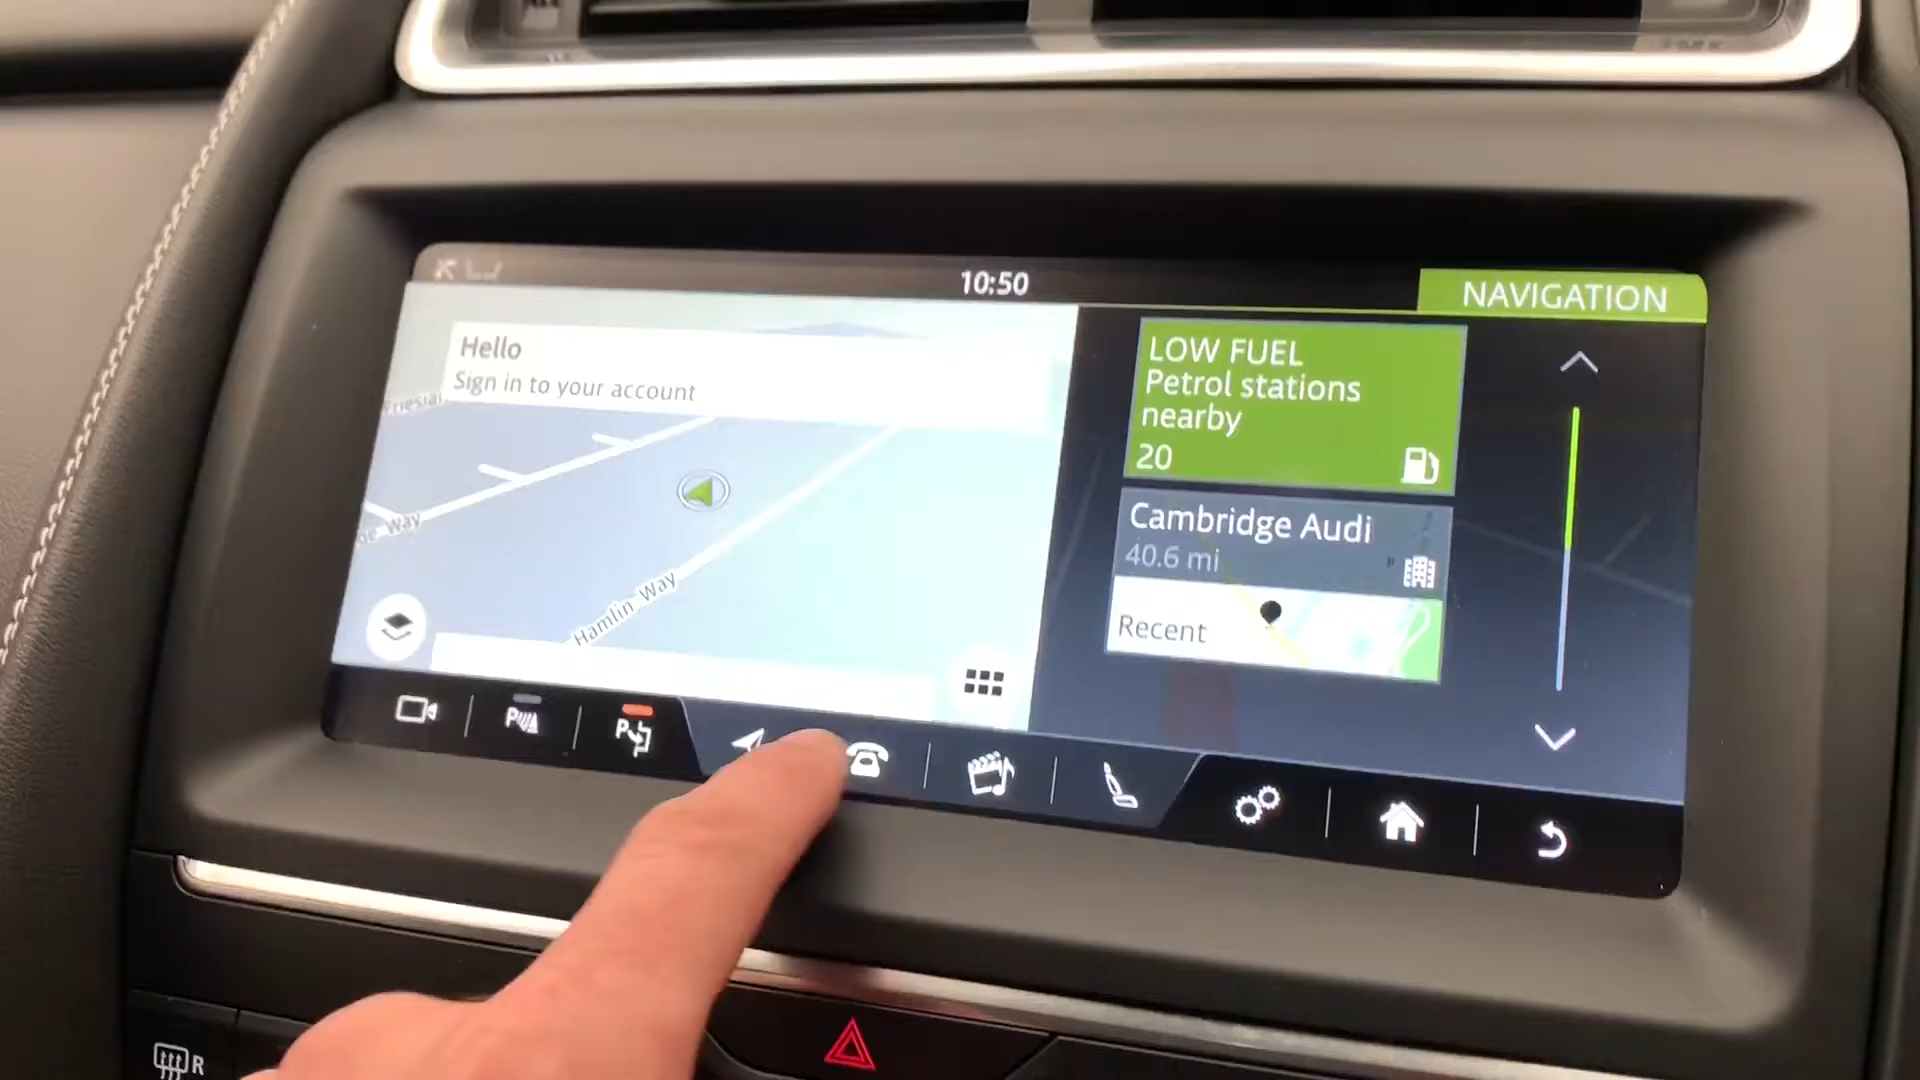 10:50
NAVIGATION
Hello
Sign in to your account
LOW FUEL
Petrol stations
nearby
20
Cambridge Audi
40.6 mi
Recent
Way
Hamlin Way
P
P
R